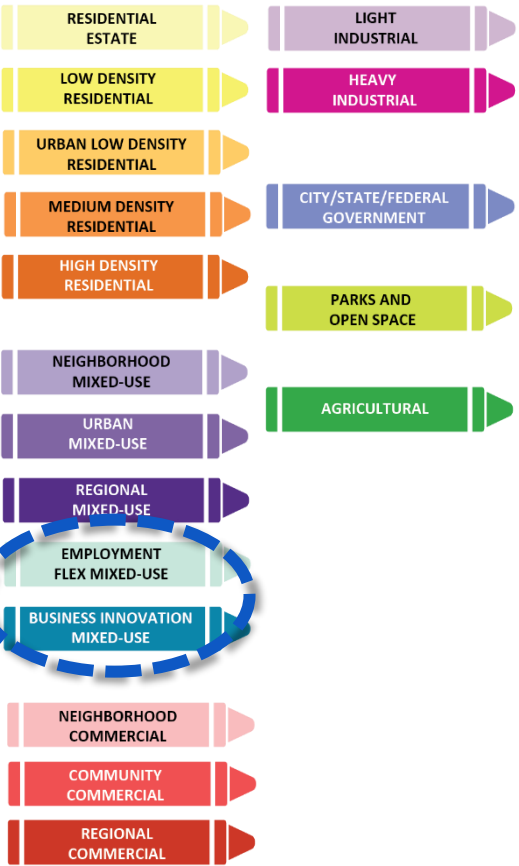 RESIDENTIAL
ESTATE
LOW DENSITY
RESIDENTIAL
URBAN LOW DENSITY
RESIDENTIAL
MEDIUM DENSITY
RESIDENTIAL
HIGH DENSITY
RESIDENTIAL
NEIGHBORHOOD
MIXED-USE
URBAN
MIXED-USE
REGIONAL
MIXED-USE
EMPLOYMENT
FLEX MIXED-USE
BUSINESS INNOVATION
MIXED-USE
NEIGHBORHOOD
COMMERCIAL
COMMUNITY
COMMERCIAL
REGIONAL
COMMERCIAL
LIGHT
INDUSTRIAL
HEAVY
INDUSTRIAL
CITY/STATE/FEDERAL
GOVERNMENT
PARKS AND
OPEN SPACE
AGRICULTURAL